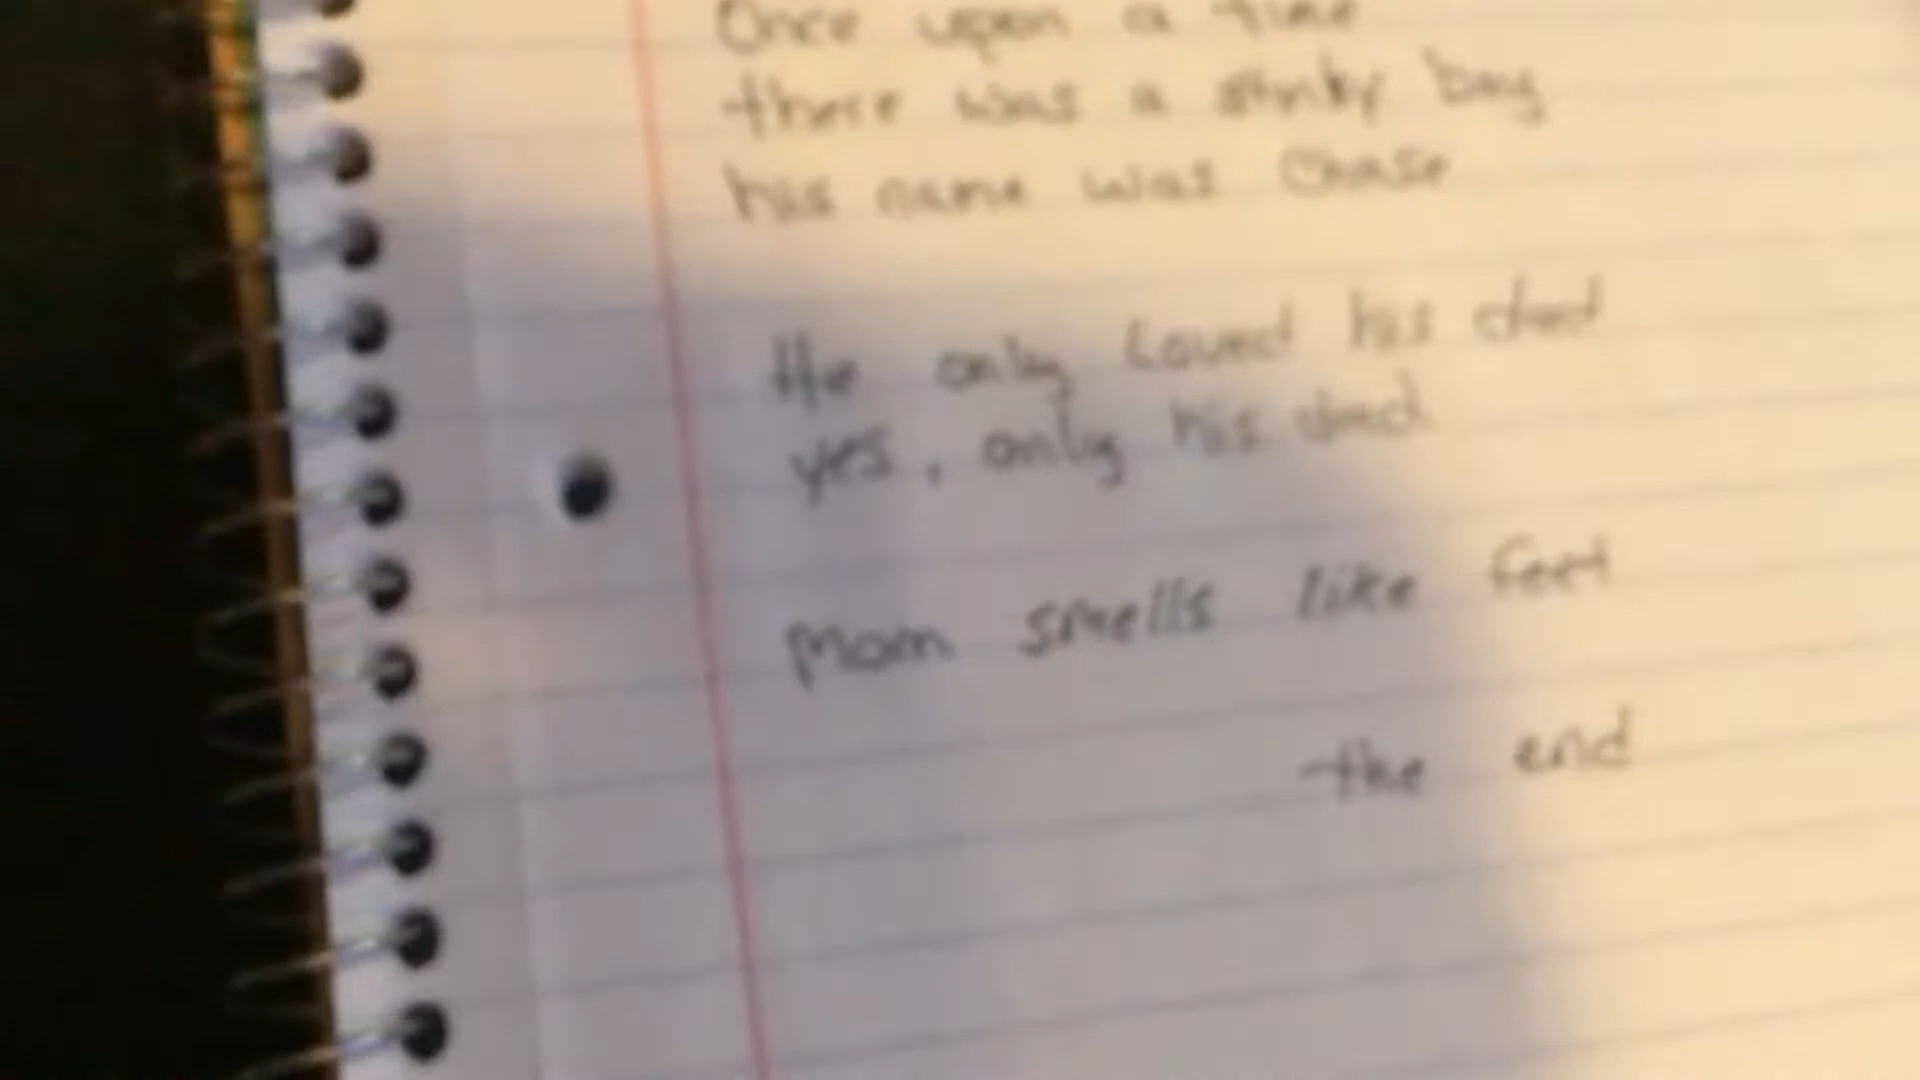 Once upon a time
there was a stinky boy
his name was Chase
He only Loved his dad
yes, only his dad
Mom smells like feet
the end